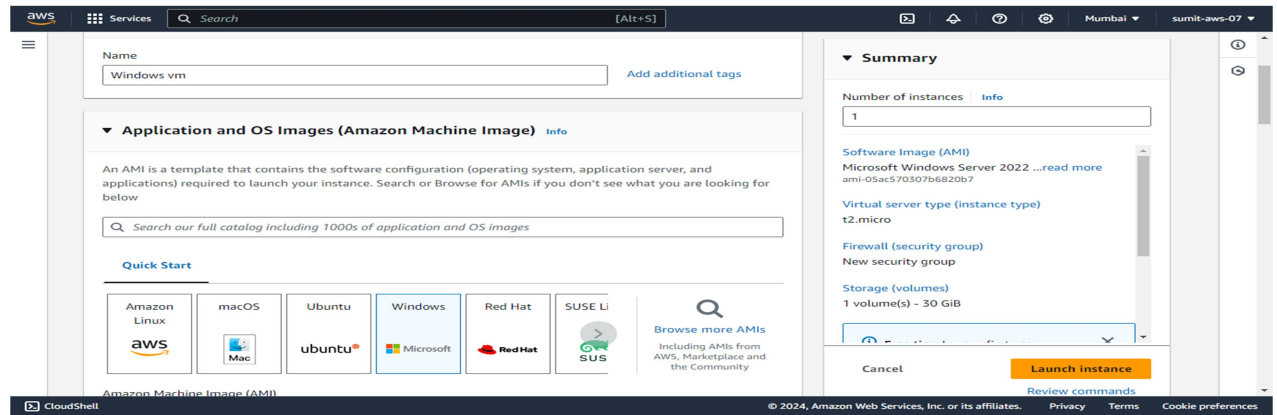 aws
Services
Search
[Alt+S]
Mumbai
sumit-aws-07
Name
Windows vm
Add additional tags
Application and OS Images (Amazon Machine Image) Info
An AMI is a template that contains the software configuration (operating system, application server, and
applications) required to launch your instance. Search or Browse for AMIs if you don't see what you are looking for
below
Search our full catalog including 1000s of application and OS images
Quick Start
Amazon
Linux
aws
macOS
Mac
Ubuntu
ubuntu®
Windows
Microsoft
Red Hat
Red Hat
SUSE Li
SUS
Browse more AMIs
Including AMIs from
AWS, Marketplace and
the Community
Amazon Machine Image (AMI)
Summary
Number of instances Info
1
Software Image (AMI)
Microsoft Windows Server 2022 ...read more
ami-05ac570307b6820b7
Virtual server type (instance type)
t2.micro
Firewall (security group)
New security group
Storage (volumes)
1 volume(s) - 30 GiB
Cancel
Launch instance
Review commands
CloudShell
© 2024, Amazon Web Services, Inc. or its affiliates.
Privacy
Terms
Cookie preferences